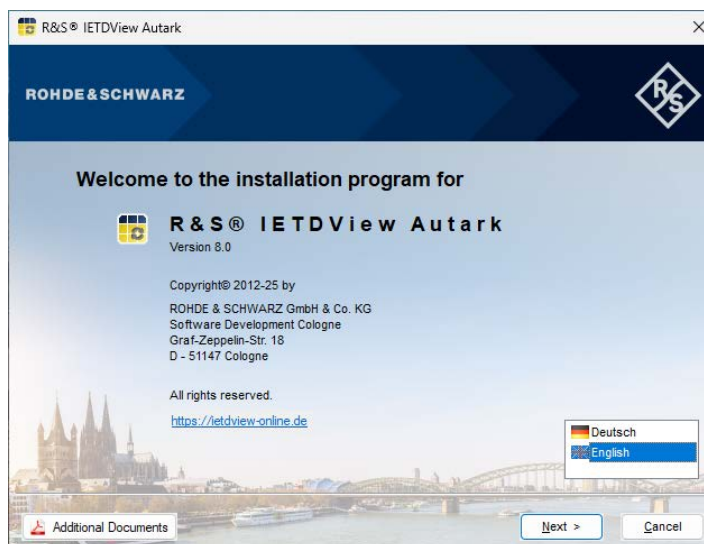 R&S® IETDView Autark
ROHDE&SCHWARZ
R/S
Welcome to the installation program for
R&S® IETDView Autark
Version 8.0
Copyright© 2012-25 by
ROHDE & SCHWARZ GmbH & Co. KG
Software Development Cologne
Graf-Zeppelin-Str. 18
D - 51147 Cologne
All rights reserved.
https://ietdview-online.de
Deutsch
English
Additional Documents
Next >
Cancel